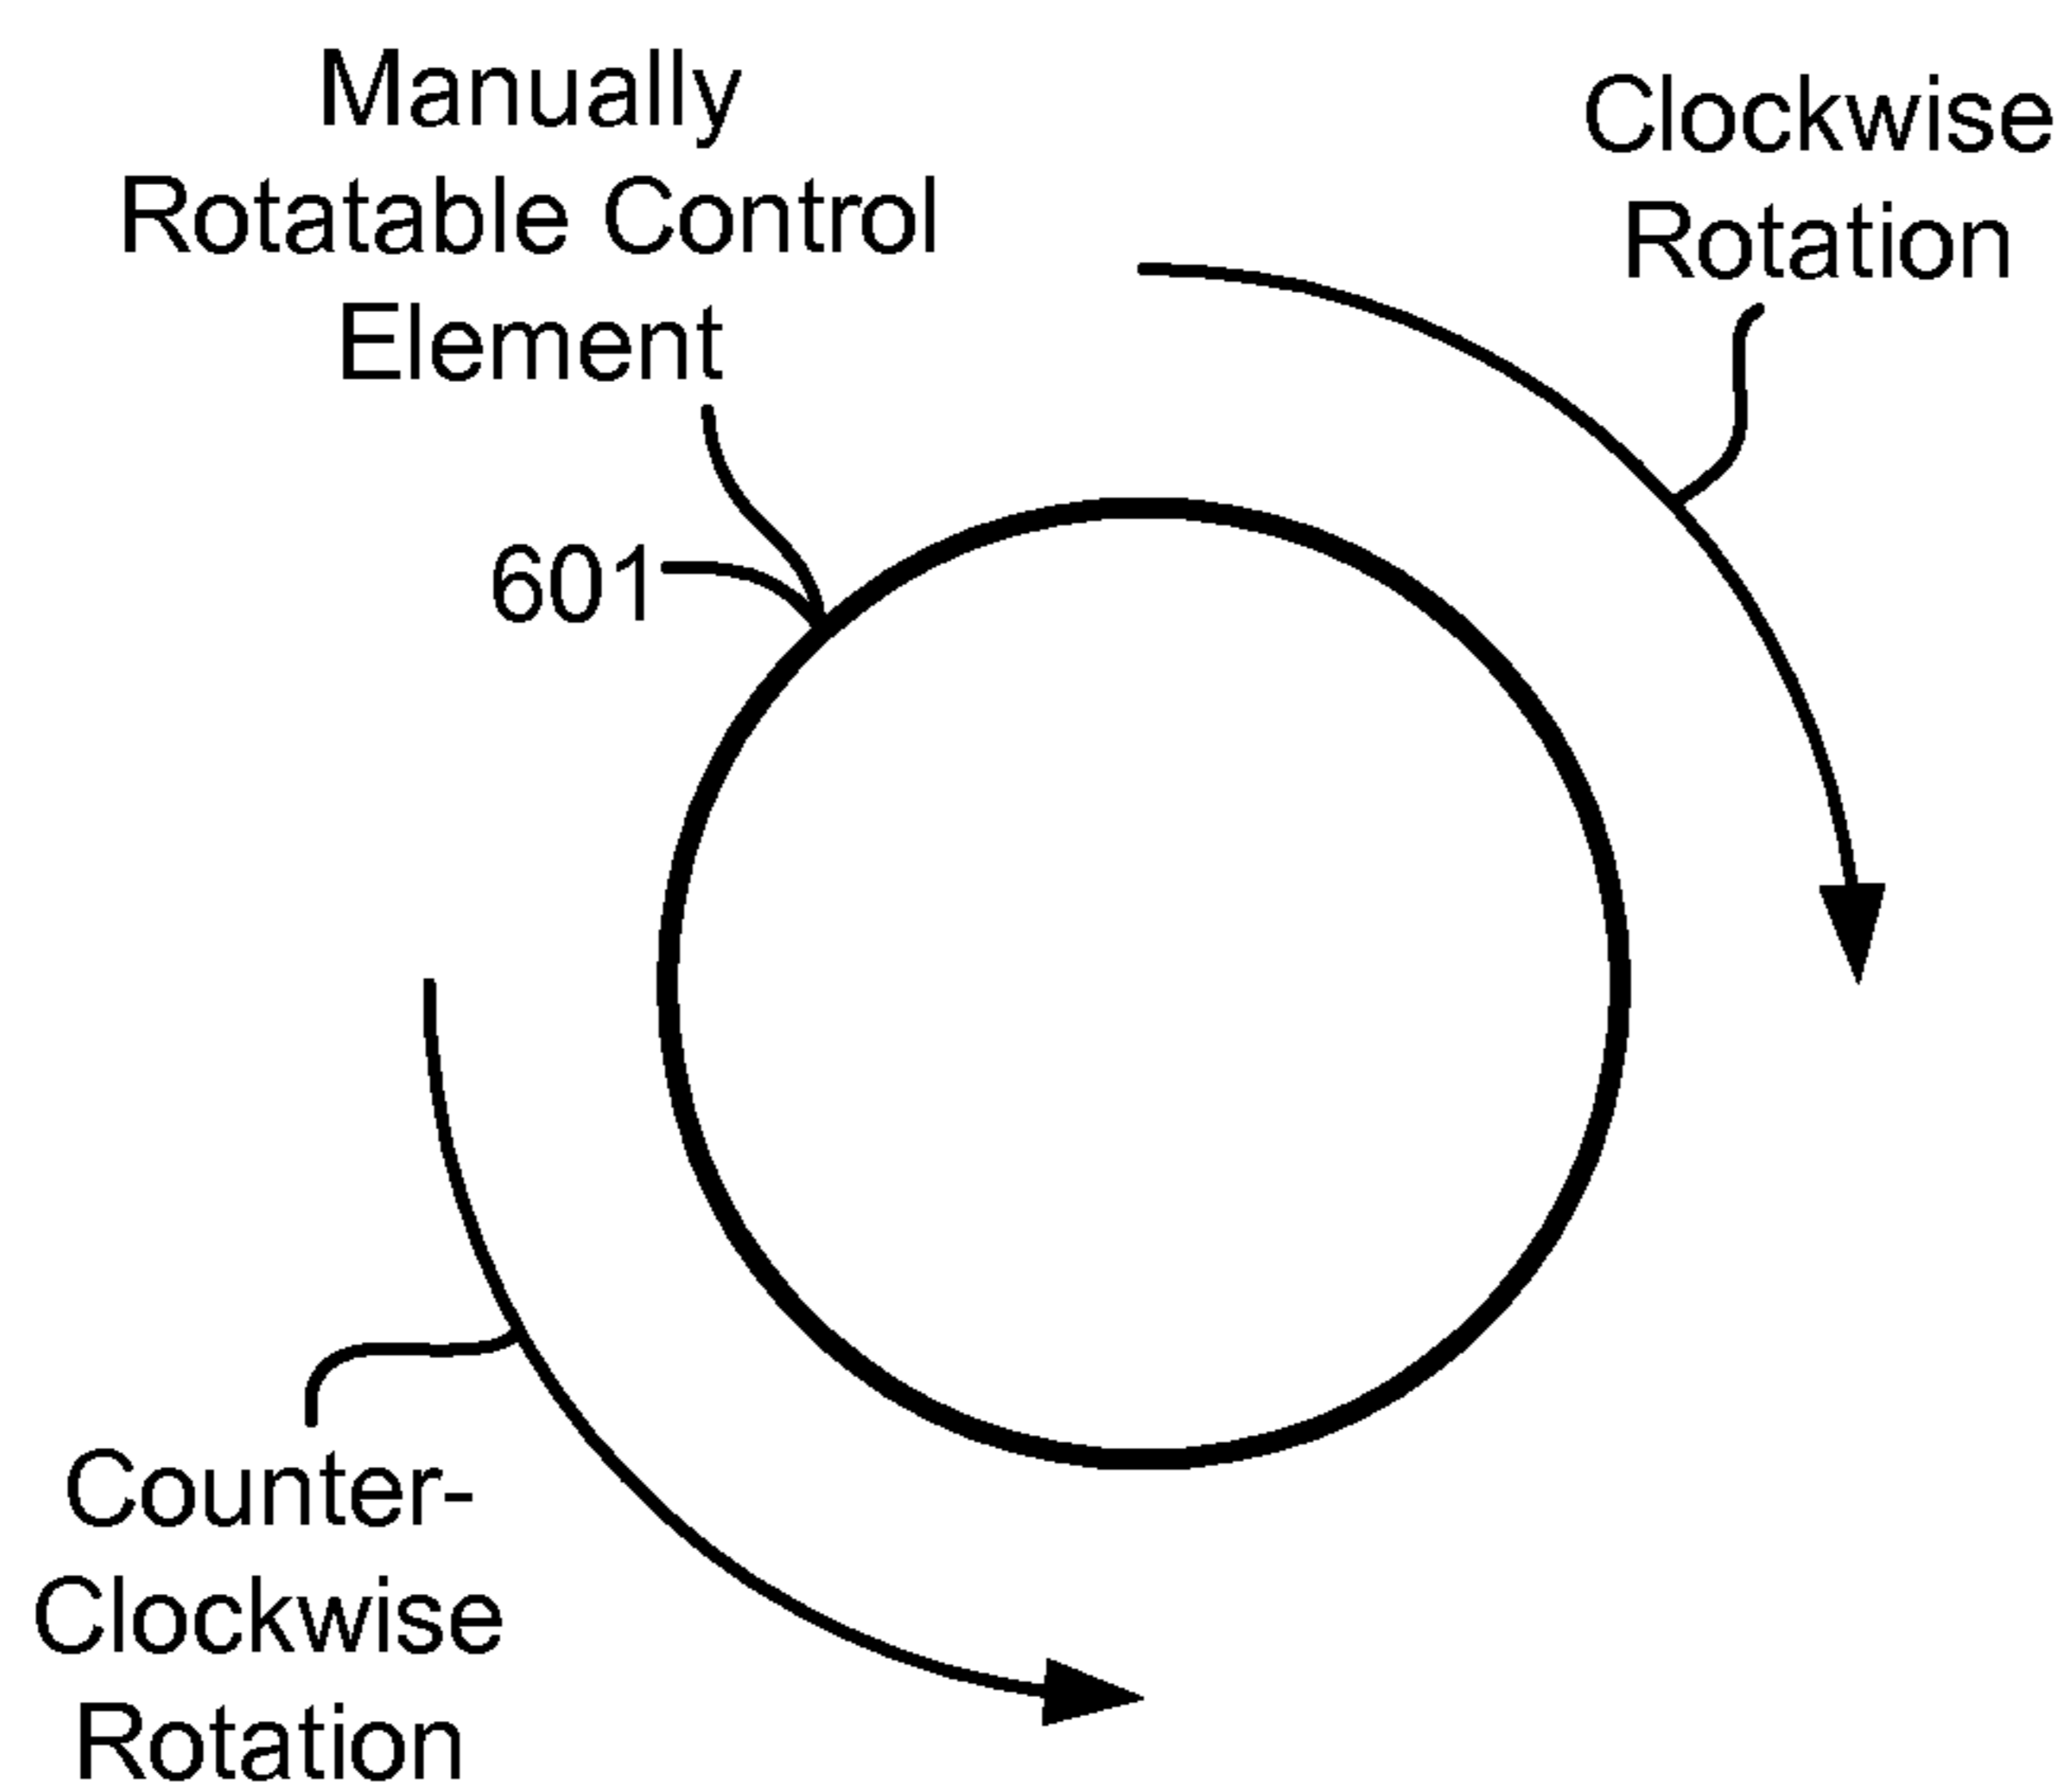 Manually
Rotatable Control
Element
Clockwise
Rotation
601
Counter-
Clockwise
Rotation